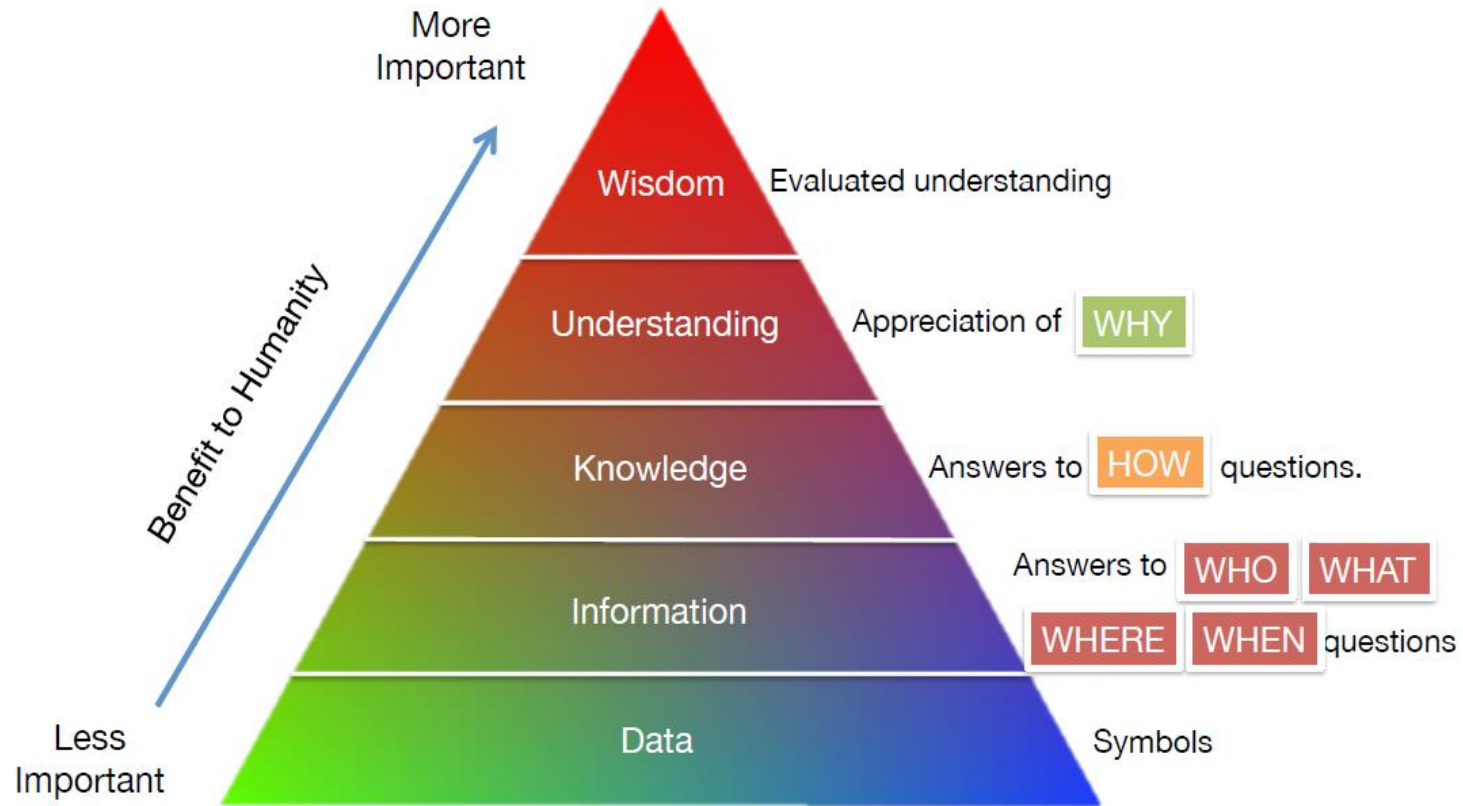 More
Important
Wisdom Evaluated understanding
Understanding Appreciation of WHY
Benefit to Humanity
Knowledge Answers to HOW questions.
Answers to WHO WHAT
Information
WHERE WHEN questions
Less
Important
Data Symbols